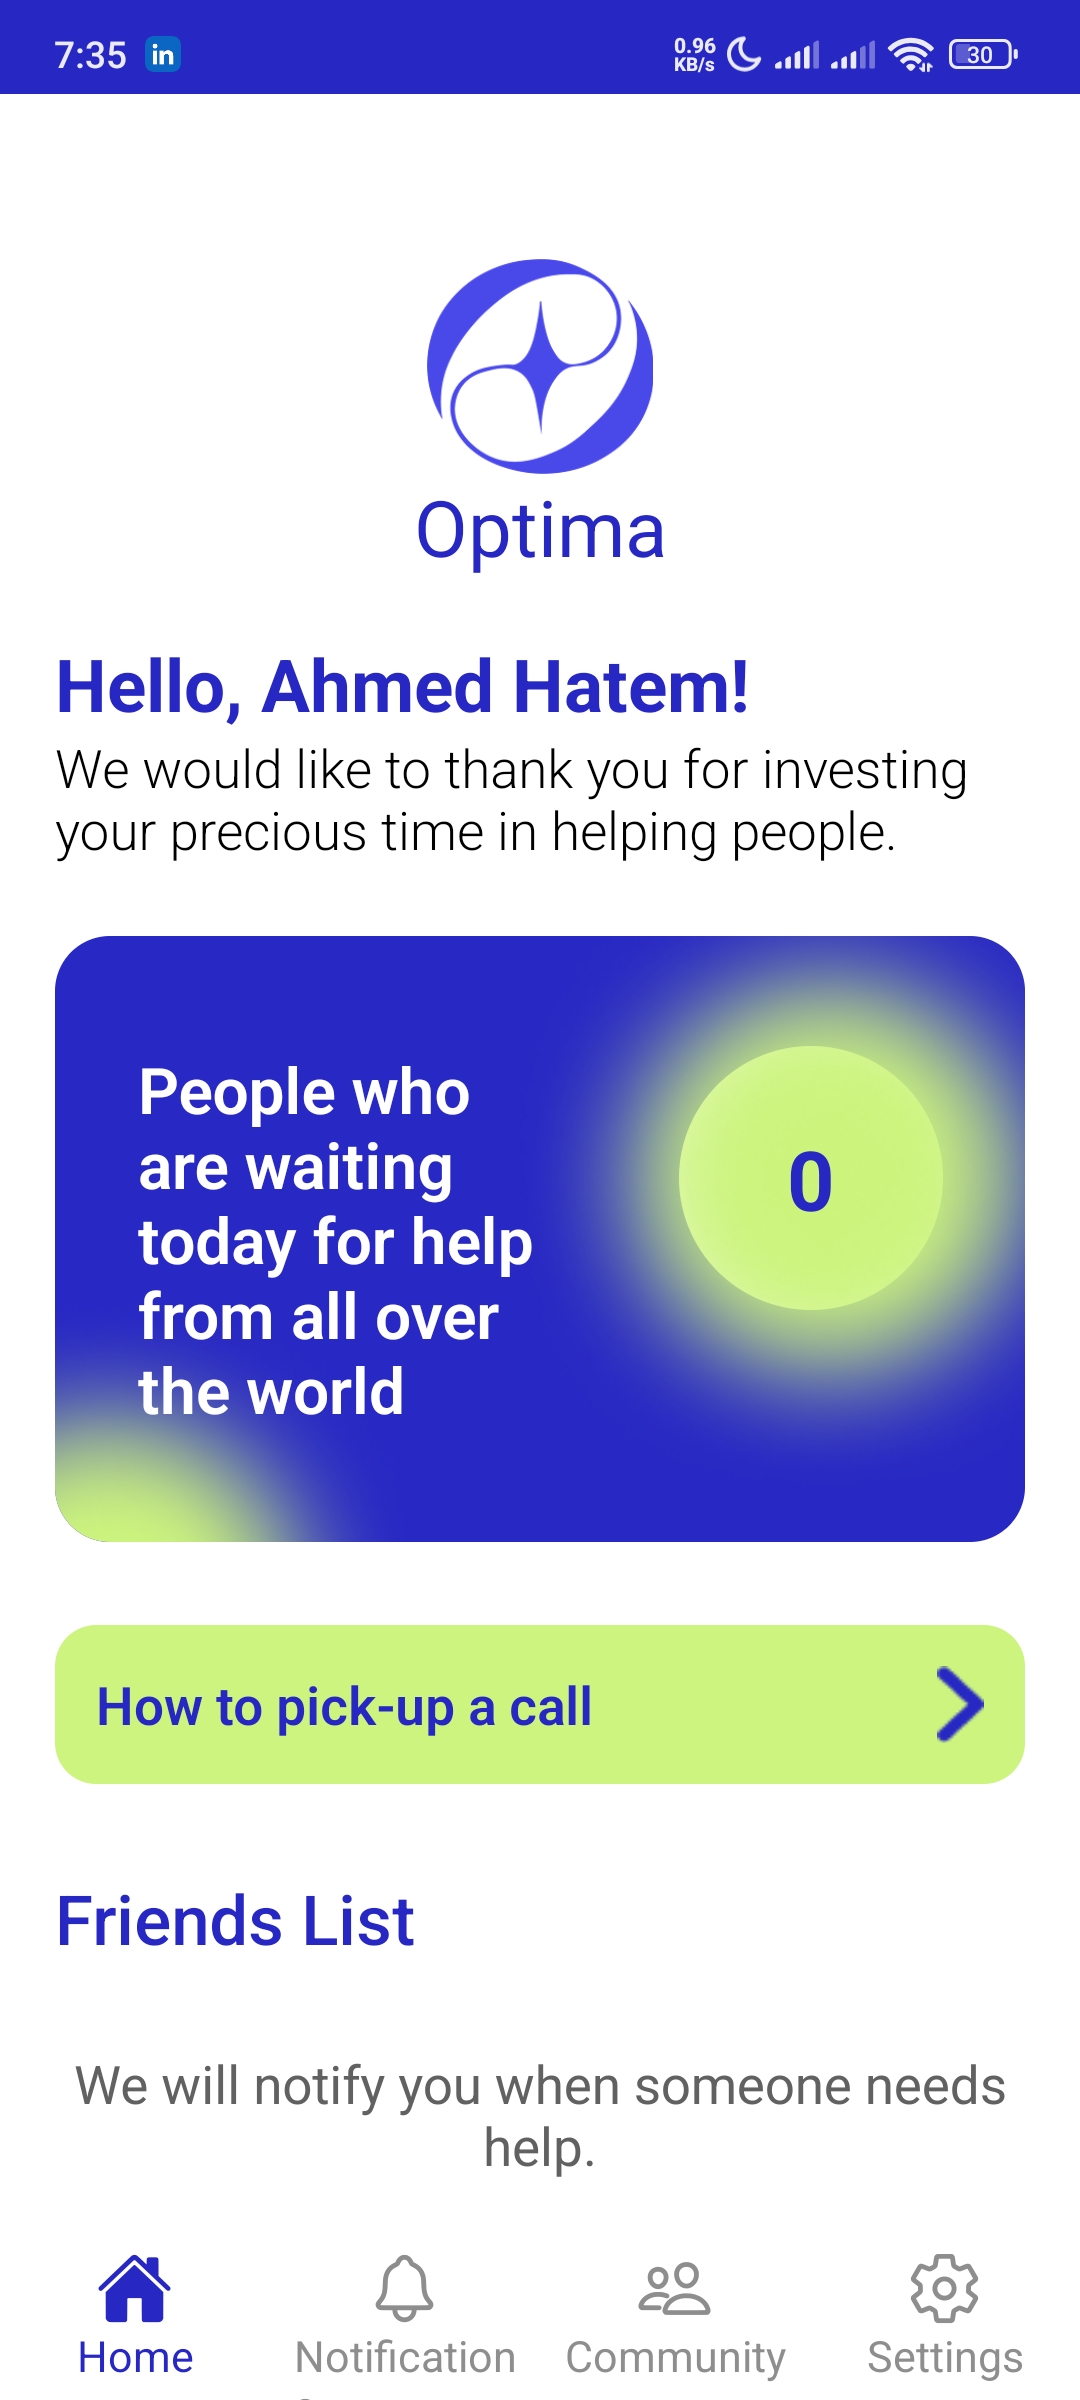 7:35 in 0.96 KB/s 30
Optima
Hello, Ahmed Hatem!
We would like to thank you for investing
your precious time in helping people.
People who
are waiting
today for help
from all over
the world
0
How to pick-up a call
Friends List
We will notify you when someone needs
help.
Home Notification Community Settings